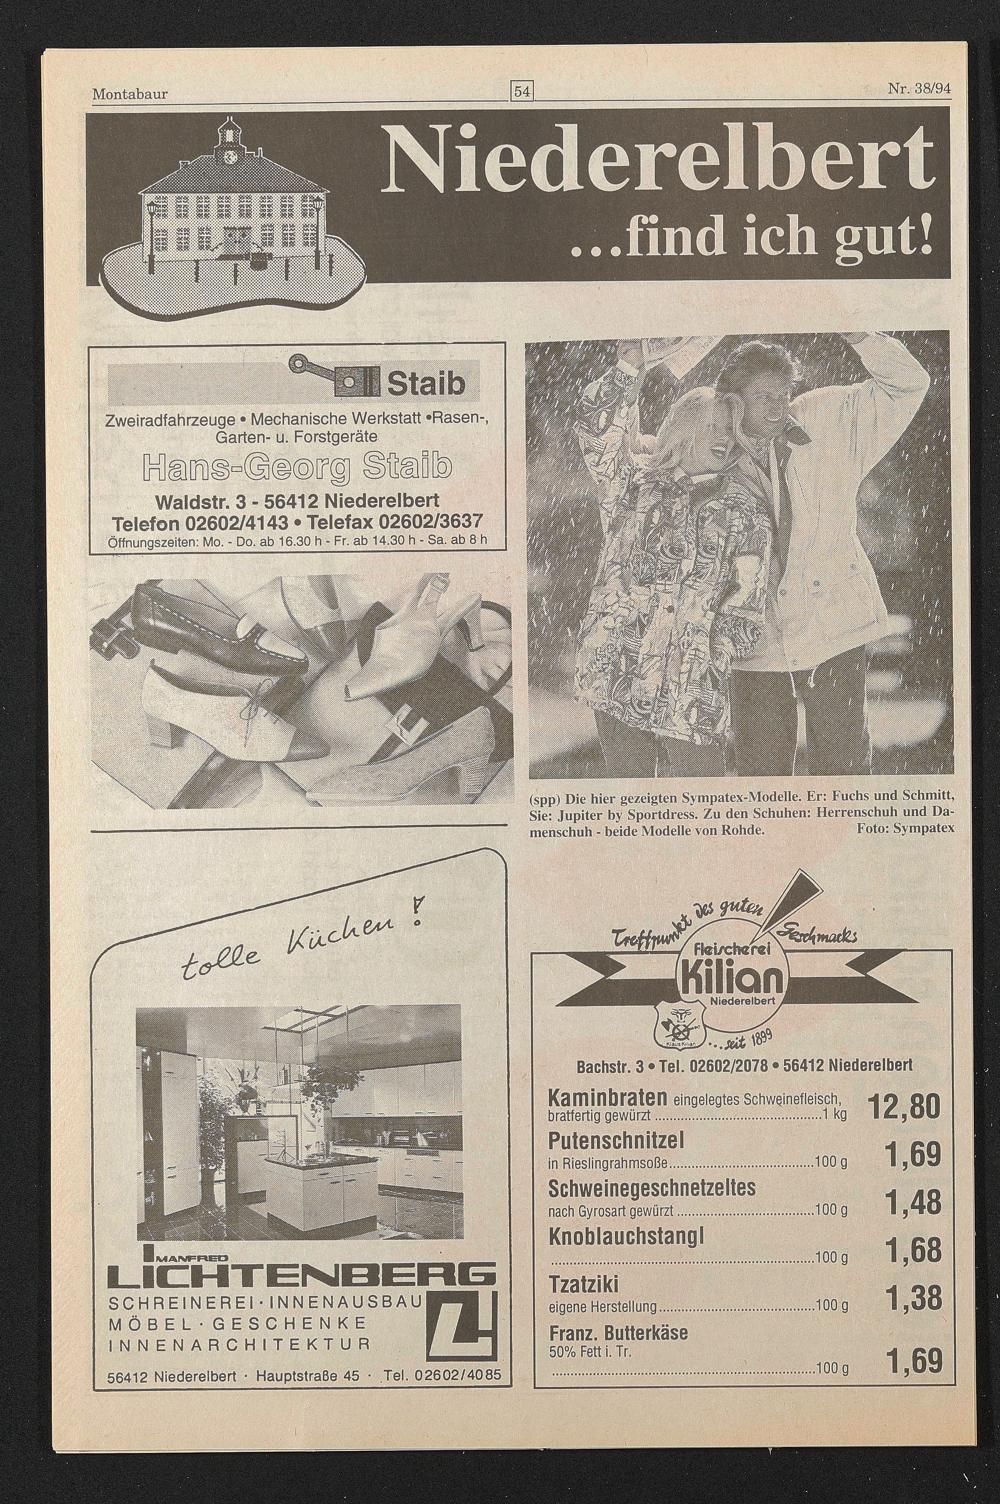 Montabaur
54
Nr. 38/94
Niederelbert
...find ich gut!
Staib
Zweiradfahrzeuge • Mechanische Werkstatt •Rasen-,
Garten- u. Forstgeräte
Hans-Georg Staib
Waldstr. 3 - 56412 Niederelbert
Telefon 02602/4143 • Telefax 02602/3637
Öffnungszeiten: Mo. - Do. ab 16.30 h - Fr. ab 14.30 h - Sa. ab 8 h
(spp) Die hier gezeigten Sympatex-Modelle. Er: Fuchs und Schmitt,
Sie: Jupiter by Sportdress. Zu den Schuhen: Herrenschuh und Da-
menschuh - beide Modelle von Rohde. Foto: Sympatex
tolle Küchen !
MANFRED
LICHTENBERG
SCHREINEREI · INNENAUSBAU
MÖBEL · GESCHENKE
INNENARCHITEKTUR
56412 Niederelbert · Hauptstraße 45 · Tel. 02602/4085
Treffpunkt des guten Geschmacks
Fleischerei
Kilian
Niederelbert
Klaus Kilian
...seit 1899
Bachstr. 3 • Tel. 02602/2078 • 56412 Niederelbert
Kaminbraten eingelegtes Schweinefleisch,
bratfertig gewürzt ........ 1 kg 12,80
Putenschnitzel
in Rieslingrahmsoße ........ 100 g 1,69
Schweinegeschnetzeltes
nach Gyrosart gewürzt ........ 100 g 1,48
Knoblauchstangl
........ 100 g 1,68
Tzatziki
eigene Herstellung ........ 100 g 1,38
Franz. Butterkäse
50% Fett i. Tr.
........ 100 g 1,69